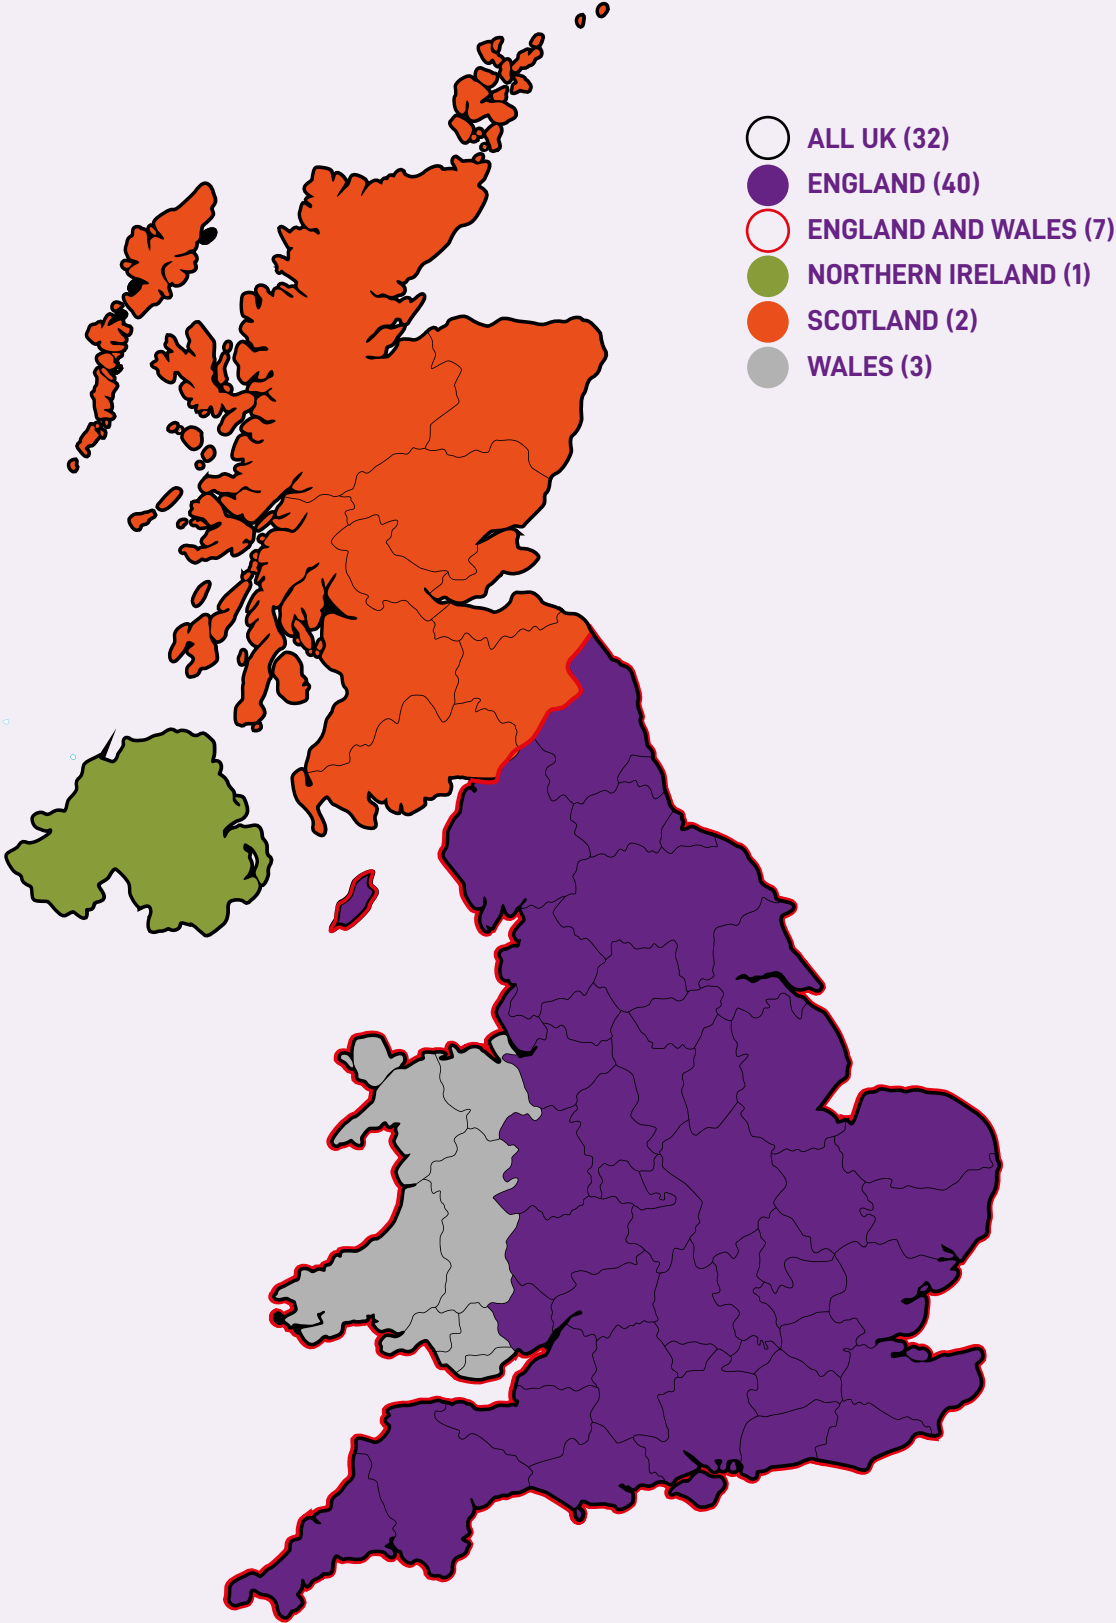 ALL UK (32)
ENGLAND (40)
ENGLAND AND WALES (7)
NORTHERN IRELAND (1)
SCOTLAND (2)
WALES (3)